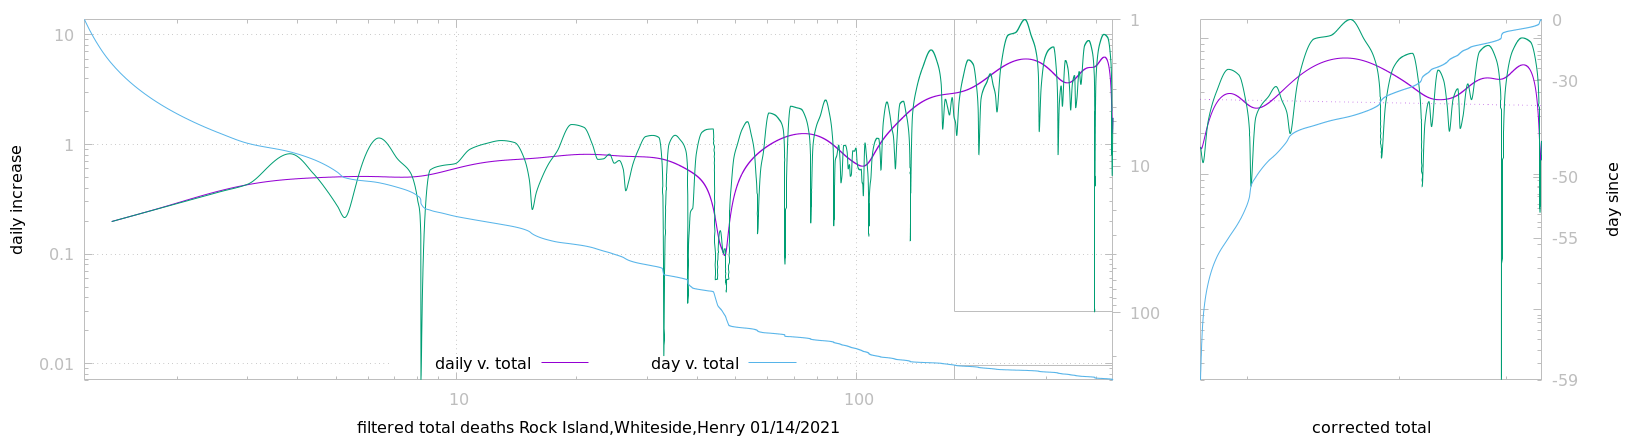 10
1
0.1
0.01
daily increase
daily v. total
day v. total
10
100
filtered total deaths Rock Island,Whiteside,Henry 01/14/2021
1
10
100
0
-30
-50
-55
-59
day since
corrected total